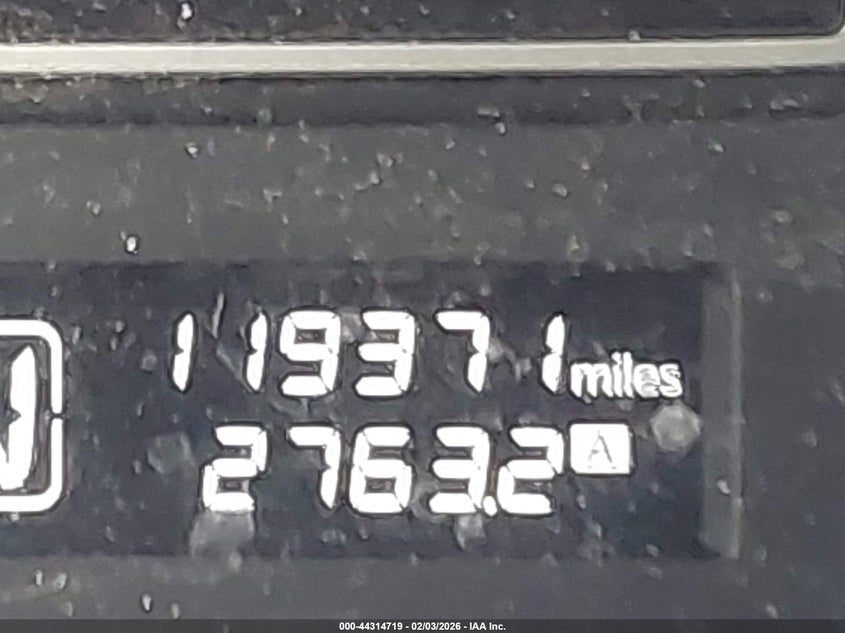 119371 miles
2763.2 A
000-44314719 - 02/03/2026 - IAA Inc.